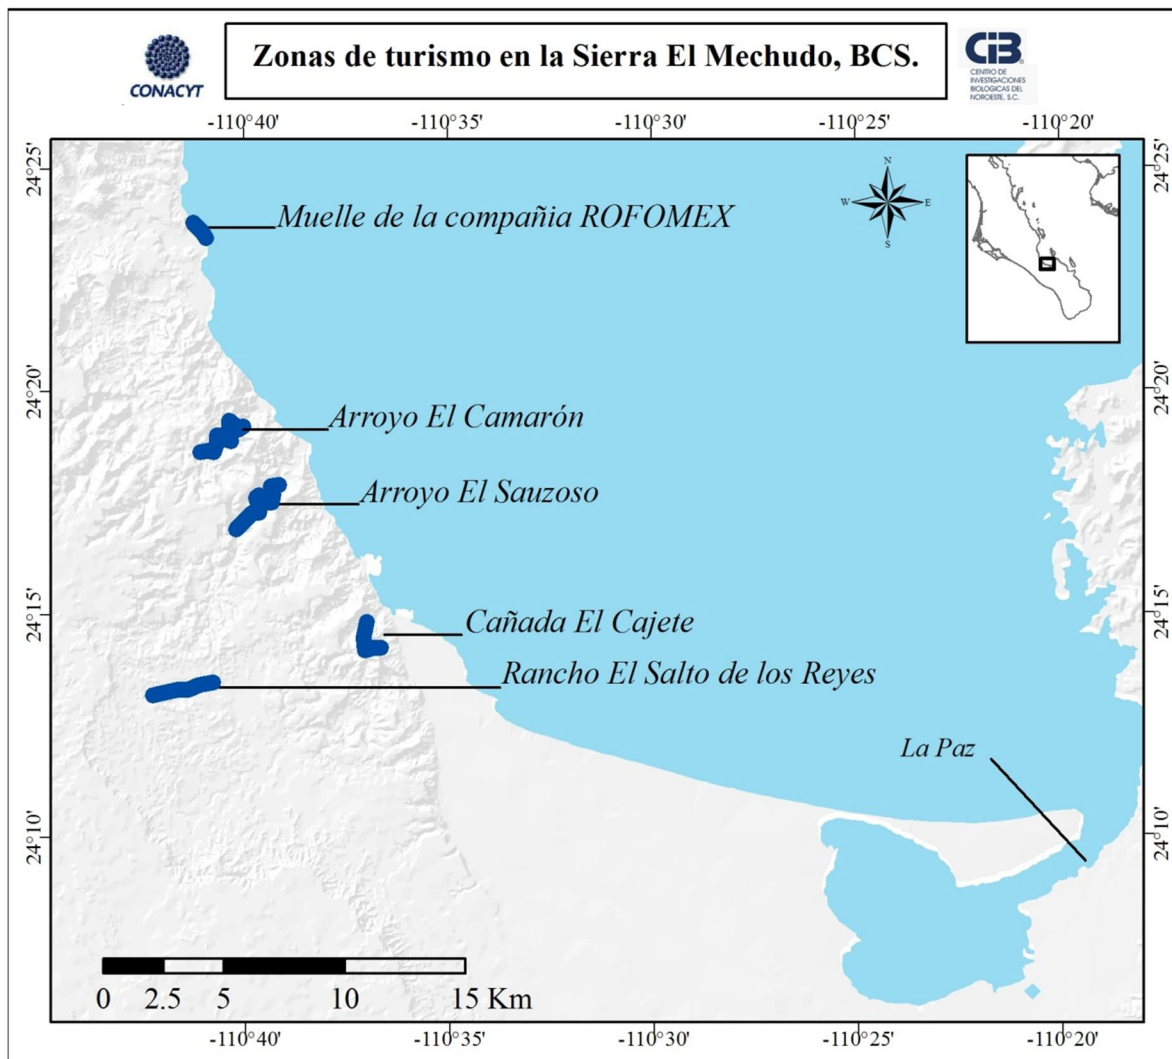 Zonas de turismo en la Sierra El Mechudo, BCS.
CONACYT
CiB
CENTRO DE
INVESTIGACIONES
BIOLOGICAS DEL
NOROESTE, S.C.
-110°40' -110°35' -110°30' -110°25' -110°20'
24°25' 24°25'
N
W E
S
Muelle de la compañia ROFOMEX
24°20' 24°20'
Arroyo El Camarón
Arroyo El Sauzoso
24°15' 24°15'
Cañada El Cajete
Rancho El Salto de los Reyes
La Paz
24°10' 24°10'
0 2.5 5 10 15 Km
-110°40' -110°35' -110°30' -110°25' -110°20'